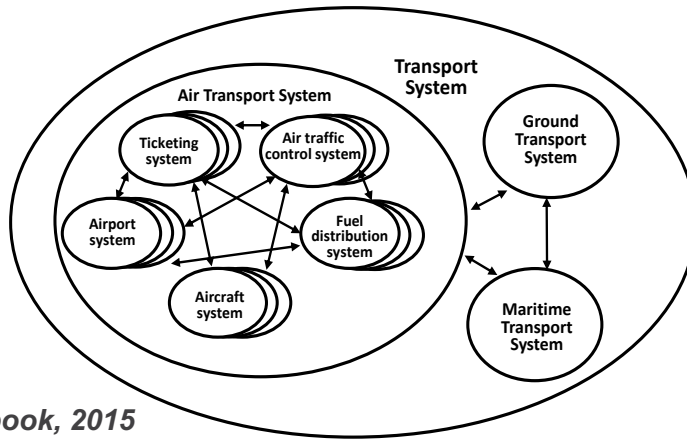 Transport
System
Air Transport System
Ticketing
system
Air traffic
control system
Airport
system
Fuel
distribution
system
Aircraft
system
Ground
Transport
System
Maritime
Transport
System
ook, 2015